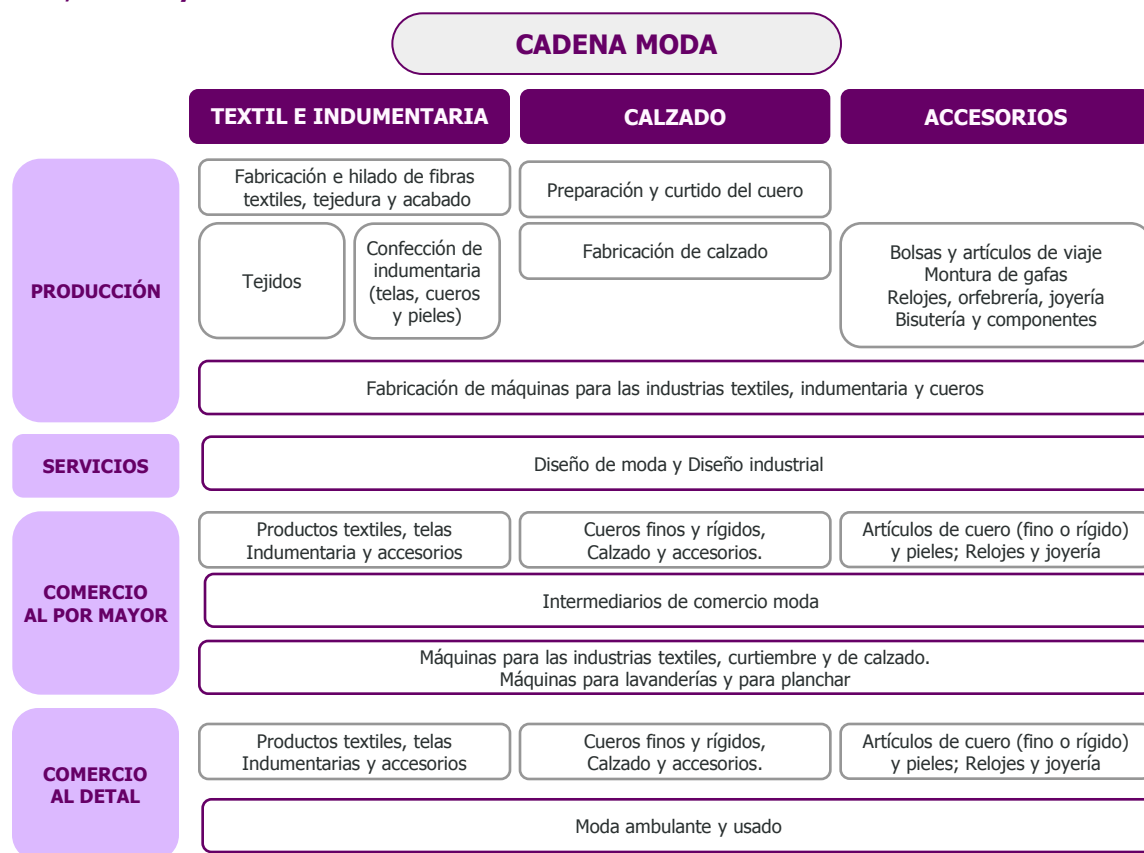 CADENA MODA
TEXTIL E INDUMENTARIA
CALZADO
ACCESORIOS
PRODUCCIÓN
Fabricación e hilado de fibras
textiles, tejedura y acabado
Preparación y curtido del cuero
Tejidos
Confección de
indumentaria
(telas, cueros
y pieles)
Fabricación de calzado
Bolsas y artículos de viaje
Montura de gafas
Relojes, orfebrería, joyería
Bisutería y componentes
Fabricación de máquinas para las industrias textiles, indumentaria y cueros
SERVICIOS
Diseño de moda y Diseño industrial
COMERCIO
AL POR MAYOR
Productos textiles, telas
Indumentaria y accesorios
Cueros finos y rígidos,
Calzado y accesorios.
Artículos de cuero (fino o rígido)
y pieles; Relojes y joyería
Intermediarios de comercio moda
Máquinas para las industrias textiles, curtiembre y de calzado.
Máquinas para lavanderías y para planchar
COMERCIO
AL DETAL
Productos textiles, telas
Indumentarias y accesorios
Cueros finos y rígidos,
Calzado y accesorios.
Artículos de cuero (fino o rígido)
y pieles; Relojes y joyería
Moda ambulante y usado